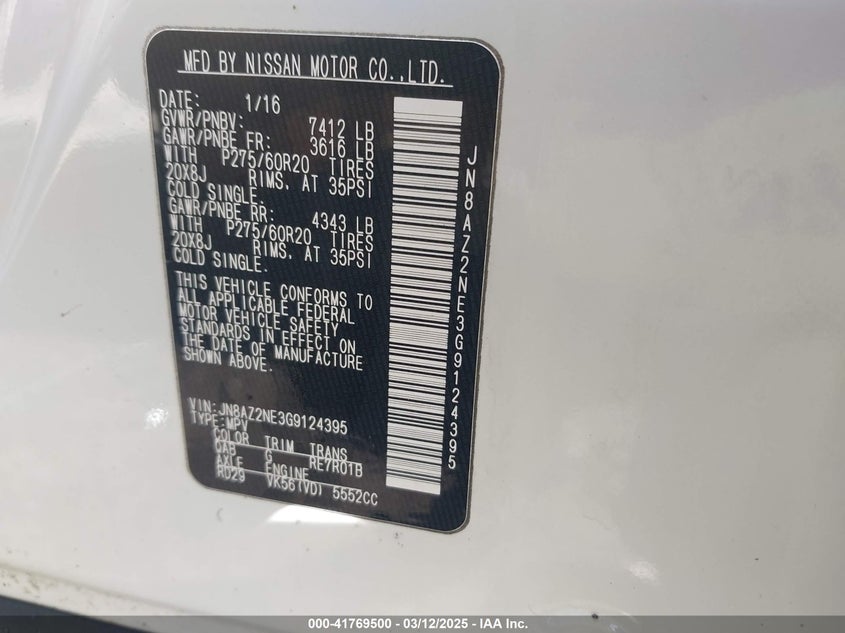 MFD BY NISSAN MOTOR CO.,LTD.
DATE: 1/16
GVWR/PNBV: 7412 LB
GAWR/PNBE FR: 3616 LB
WITH P275/60R20 TIRES
20X8J RIMS. AT 35PSI
COLD SINGLE.
GAWR/PNBE RR: 4343 LB
WITH P275/60R20 TIRES
20X8J RIMS. AT 35PSI
COLD SINGLE.
THIS VEHICLE CONFORMS TO
ALL APPLICABLE FEDERAL
MOTOR VEHICLE SAFETY
STANDARDS IN EFFECT ON
THE DATE OF MANUFACTURE
SHOWN ABOVE.
VIN:JN8AZ2NE3G9124395
TYPE:MPV
COLOR TRIM TRANS
QAB G RE7R01B
AXLE ENGINE
RD29 VK56(VD) 5552CC
JN8AZ2NE3G9124395
000-41769500 - 03/12/2025 - IAA Inc.